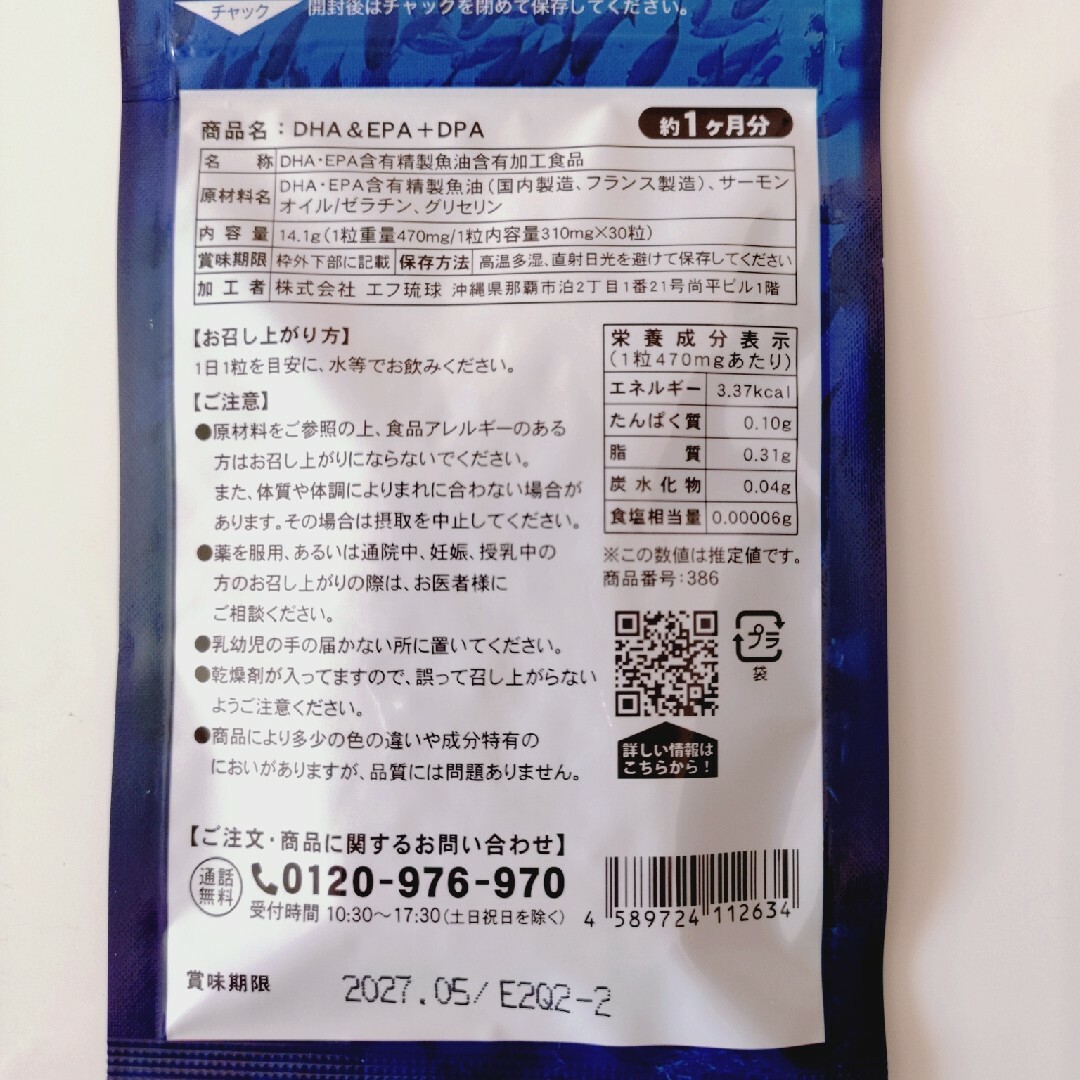 チャック
開封後はチャックを閉めて保存してください。
商品名：DHA＆EPA＋DPA
約1ヶ月分
名称 DHA・EPA含有精製魚油含有加工食品
原材料名 DHA・EPA含有精製魚油（国内製造、フランス製造）、サーモン
オイル/ゼラチン、グリセリン
内容量 14.1g（1粒重量470mg/1粒内容量310mg×30粒）
賞味期限 枠外下部に記載 保存方法 高温多湿、直射日光を避けて保存してください
加工者 株式会社 エフ琉球 沖縄県那覇市泊2丁目1番21号尚平ビル1階
【お召し上がり方】
1日1粒を目安に、水等でお飲みください。
【ご注意】
●原材料をご参照の上、食品アレルギーのある
方はお召し上がりにならないでください。
また、体質や体調によりまれに合わない場合が
あります。その場合は摂取を中止してください。
●薬を服用、あるいは通院中、妊娠、授乳中の
方のお召し上がりの際は、お医者様に
ご相談ください。
●乳幼児の手の届かない所に置いてください。
●乾燥剤が入ってますので、誤って召し上がらない
ようご注意ください。
●商品により多少の色の違いや成分特有の
においがありますが、品質には問題ありません。
栄養成分表示
（1粒470mgあたり）
エネルギー 3.37kcal
たんぱく質 0.10g
脂質 0.31g
炭水化物 0.04g
食塩相当量 0.00006g
※この数値は推定値です。
商品番号：386
プラ
袋
詳しい情報は
こちらから！
【ご注文・商品に関するお問い合わせ】
通話
無料
0120-976-970
受付時間 10:30〜17:30（土日祝日を除く）
4 589724 112634
賞味期限 2027.05/ E2Q2-2